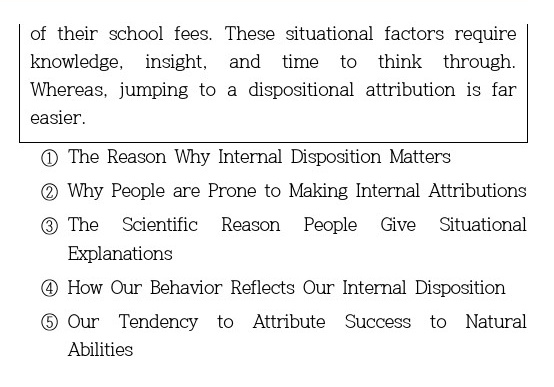 of their school fees. These situational factors require
knowledge, insight, and time to think through.
Whereas, jumping to a dispositional attribution is far
easier.
① The Reason Why Internal Disposition Matters
② Why People are Prone to Making Internal Attributions
③ The Scientific Reason People Give Situational
Explanations
④ How Our Behavior Reflects Our Internal Disposition
⑤ Our Tendency to Attribute Success to Natural
Abilities